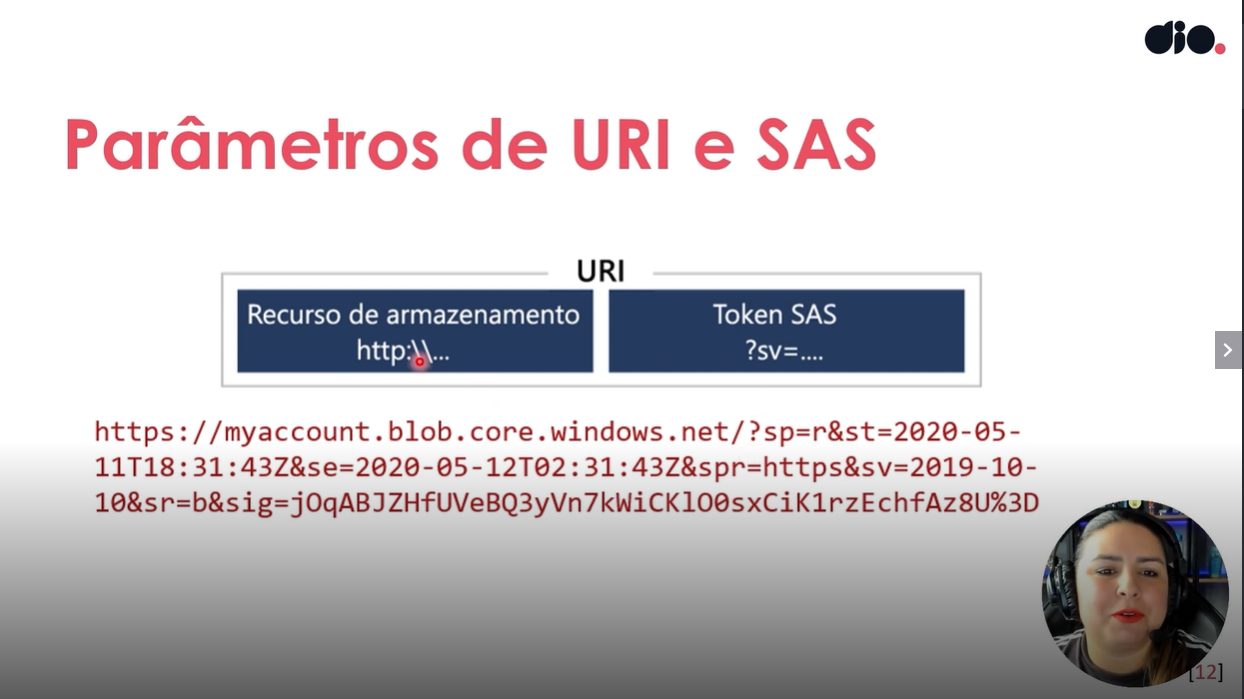 dio.
Parâmetros de URI e SAS
URI
Recurso de armazenamento
http:\\...
Token SAS
?sv=....
https://myaccount.blob.core.windows.net/?sp=r&st=2020-05-
11T18:31:43Z&se=2020-05-12T02:31:43Z&spr=https&sv=2019-10-
10&sr=b&sig=jOqABJZHfUVeBQ3yVn7kWiCKlO0sxCiK1rzEchfAz8U%3D
[12]